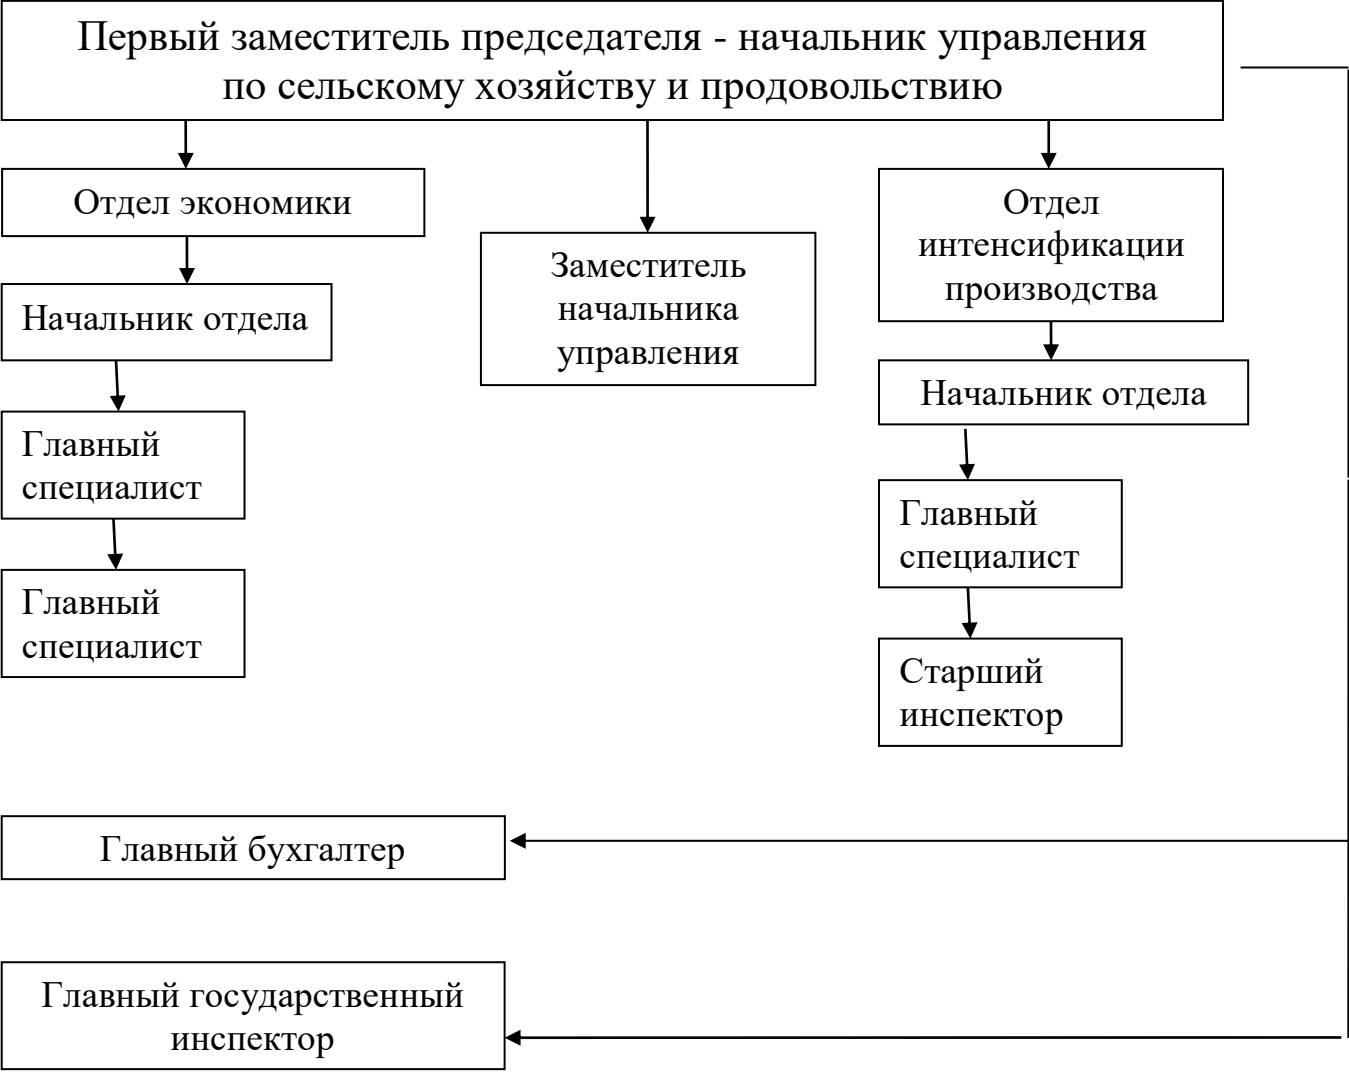 Первый заместитель председателя - начальник управления
по сельскому хозяйству и продовольствию
Отдел экономики
Начальник отдела
Главный
специалист
Главный
специалист
Заместитель
начальника
управления
Отдел
интенсификации
производства
Начальник отдела
Главный
специалист
Старший
инспектор
Главный бухгалтер
Главный государственный
инспектор